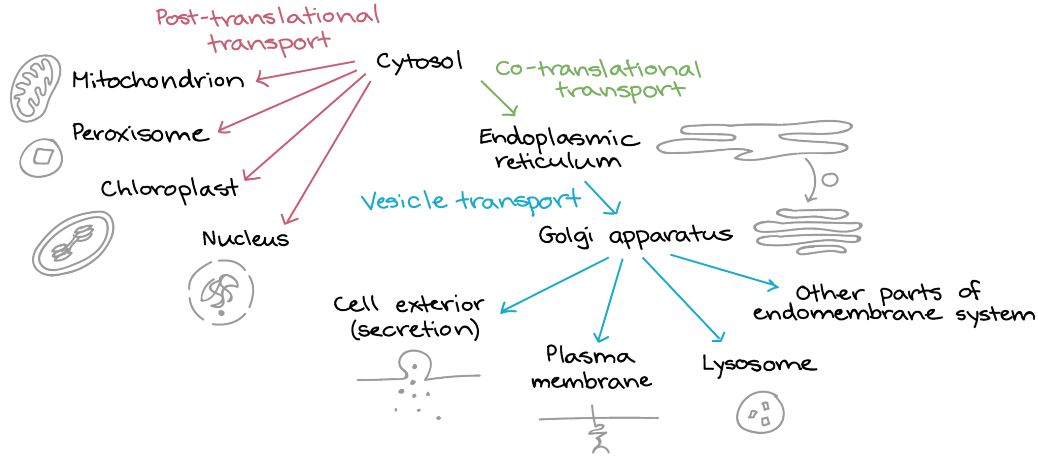 Post-translational
transport
Cytosol
Co-translational
transport
Mitochondrion
Peroxisome
Endoplasmic
reticulum
Chloroplast
Vesicle transport
Nucleus
Golgi apparatus
Cell exterior
(secretion)
Other parts of
endomembrane system
Plasma
membrane
Lysosome